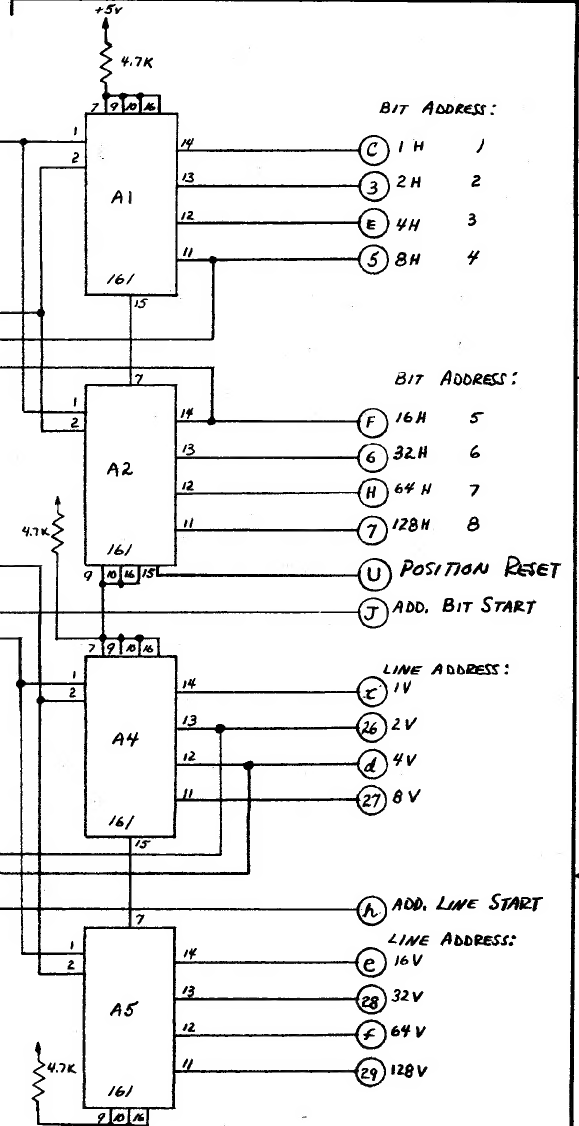 +5V
4.7K
7 9 10 16
BIT ADDRESS:
1 14 C 1H 1
2 13 3 2H 2
A1
12 E 4H 3
11 5 8H 4
161
15
BIT ADDRESS:
7
1 14 F 16H 5
2 13 6 32H 6
A2
12 H 64H 7
4.7K 11 7 128H 8
161
9 10 16 15 U POSITION RESET
J ADD. BIT START
7 9 10 16
LINE ADDRESS:
1 14 1V
2 13 26 2V
A4
12 d 4V
11 27 8V
161
15
h ADD. LINE START
7
LINE ADDRESS:
1 14 e 16V
2 13 28 32V
A5
12 f 64V
4.7K 11 29 128V
161
9 10 16